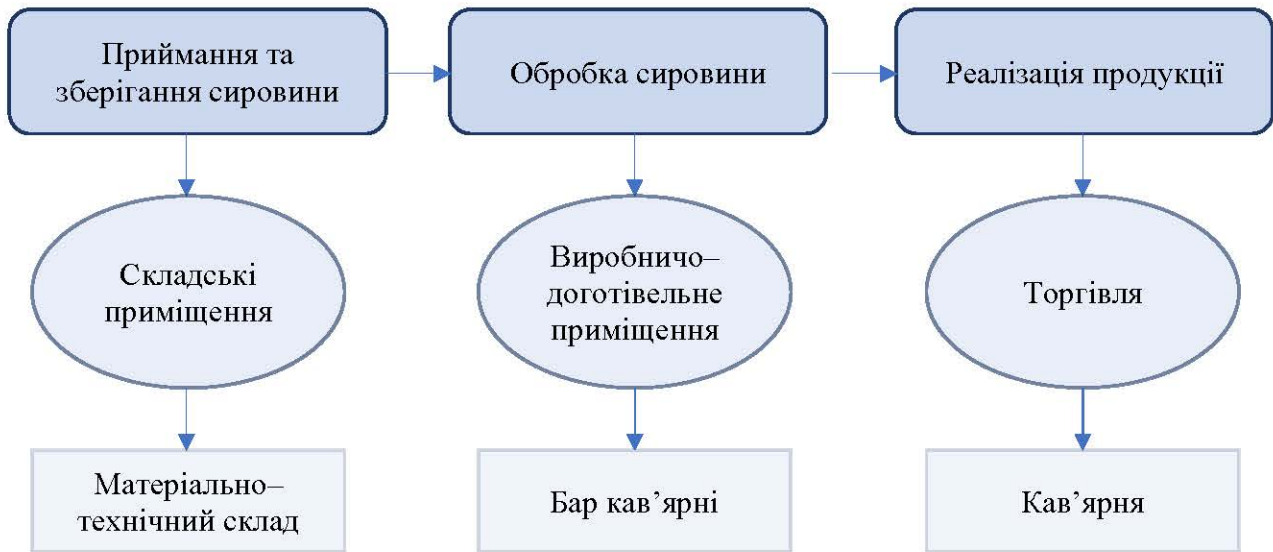 Приймання та
зберігання сировини
Обробка сировини
Реалізація продукції
Складські
приміщення
Виробничо–
доготівельне
приміщення
Торгівля
Матеріально–
технічний склад
Бар кав’ярні
Кав’ярня